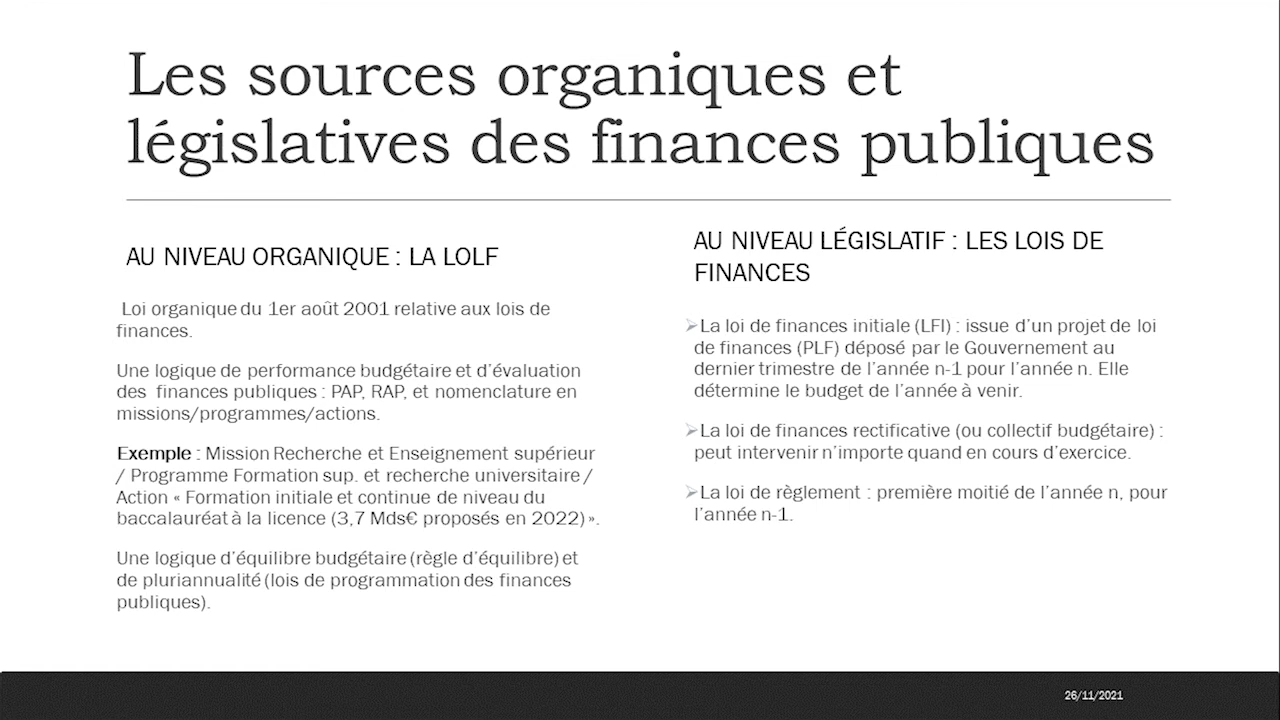 Les sources organiques et
législatives des finances publiques
AU NIVEAU ORGANIQUE : LA LOLF
Loi organique du 1er août 2001 relative aux lois de
finances.
Une logique de performance budgétaire et d’évaluation
des finances publiques : PAP, RAP, et nomenclature en
missions/programmes/actions.
Exemple : Mission Recherche et Enseignement supérieur
/ Programme Formation sup. et recherche universitaire /
Action « Formation initiale et continue de niveau du
baccalauréat à la licence (3,7 Mds€ proposés en 2022) ».
Une logique d’équilibre budgétaire (règle d’équilibre) et
de pluriannualité (lois de programmation des finances
publiques).
AU NIVEAU LÉGISLATIF : LES LOIS DE
FINANCES
➢La loi de finances initiale (LFI) : issue d’un projet de loi
de finances (PLF) déposé par le Gouvernement au
dernier trimestre de l’année n-1 pour l’année n. Elle
détermine le budget de l’année à venir.
➢La loi de finances rectificative (ou collectif budgétaire) :
peut intervenir n’importe quand en cours d’exercice.
➢La loi de règlement : première moitié de l’année n, pour
l’année n-1.
26/11/2021